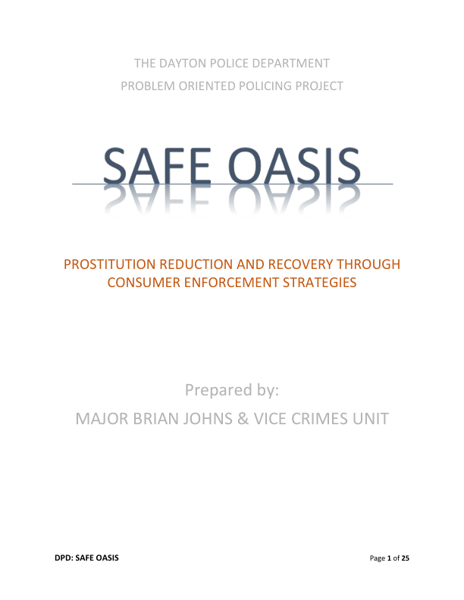 THE DAYTON POLICE DEPARTMENT
PROBLEM ORIENTED POLICING PROJECT
SAFE OASIS
PROSTITUTION REDUCTION AND RECOVERY THROUGH
CONSUMER ENFORCEMENT STRATEGIES
Prepared by:
MAJOR BRIAN JOHNS & VICE CRIMES UNIT
DPD: SAFE OASIS Page 1 of 25